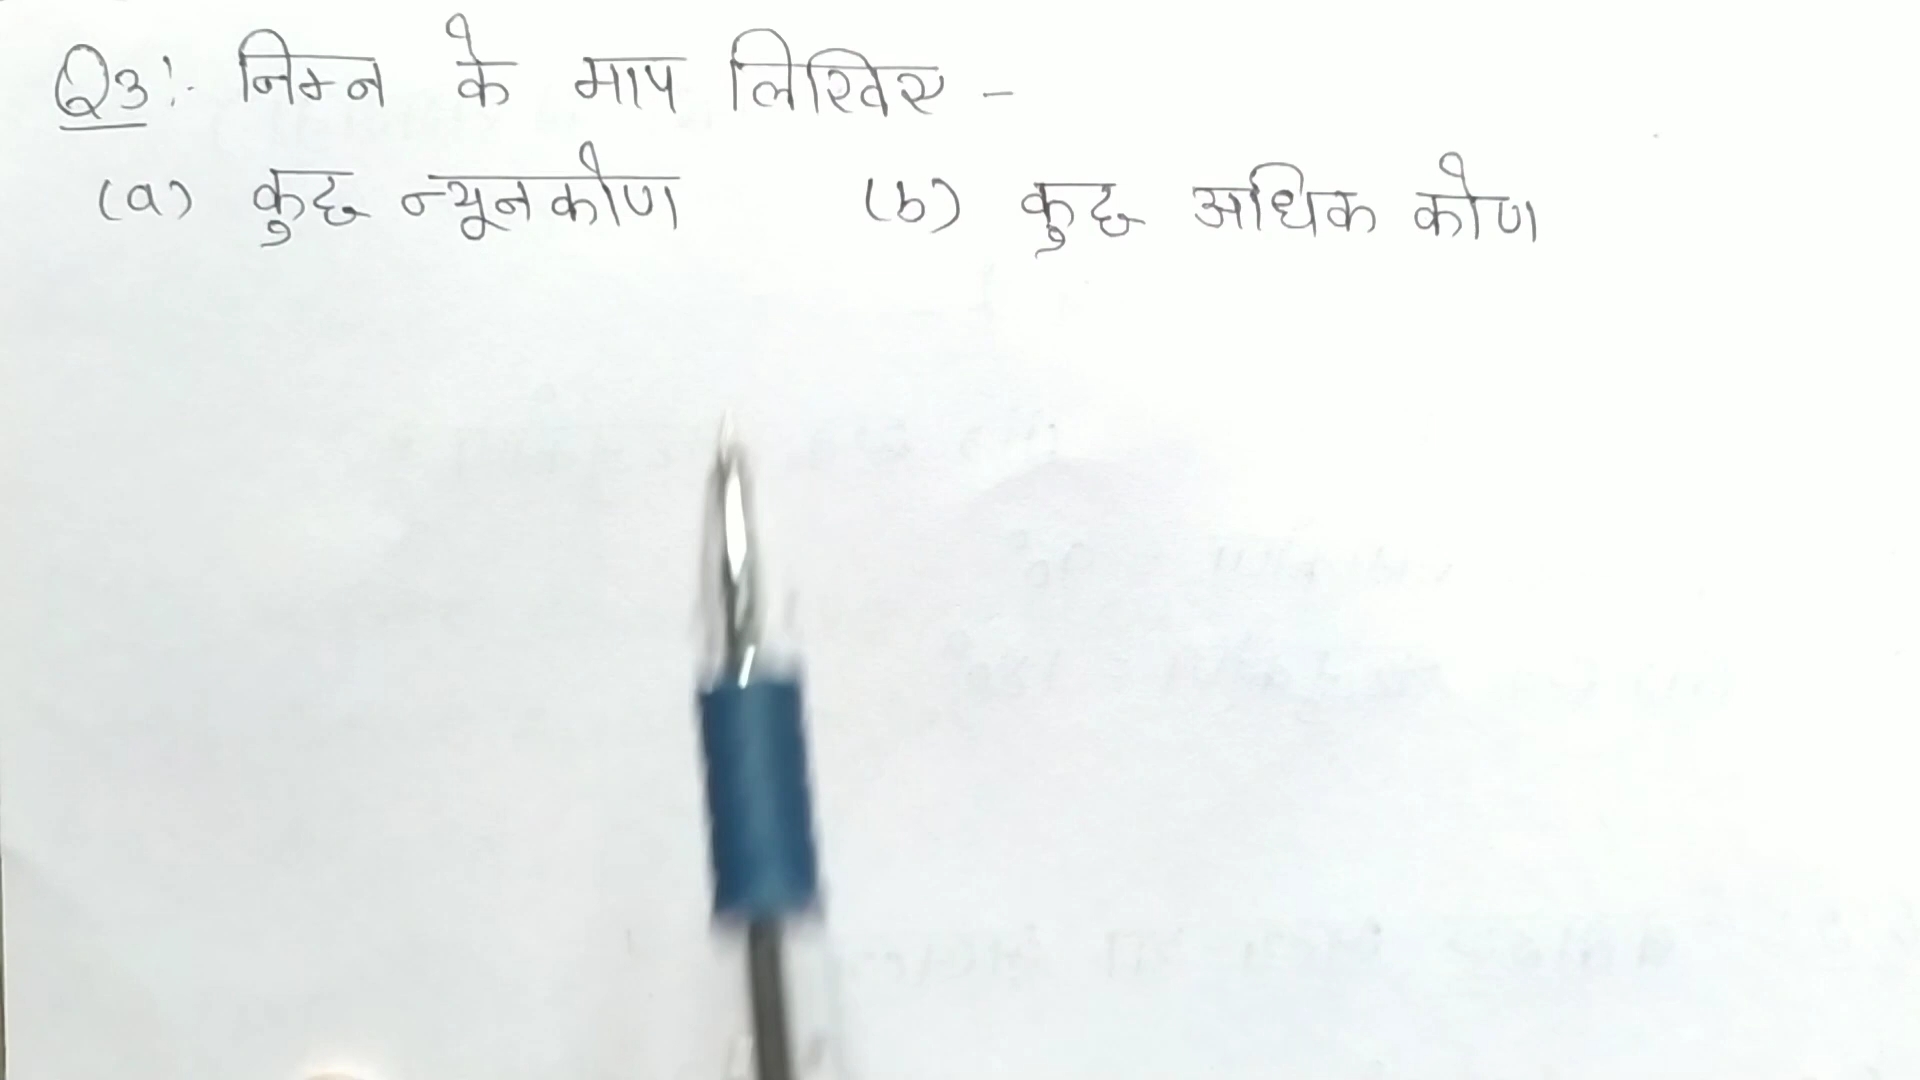 Q3:- निम्न के माप लिखिए -
(a) कुछ न्यूनकोण (b) कुछ अधिक कोण